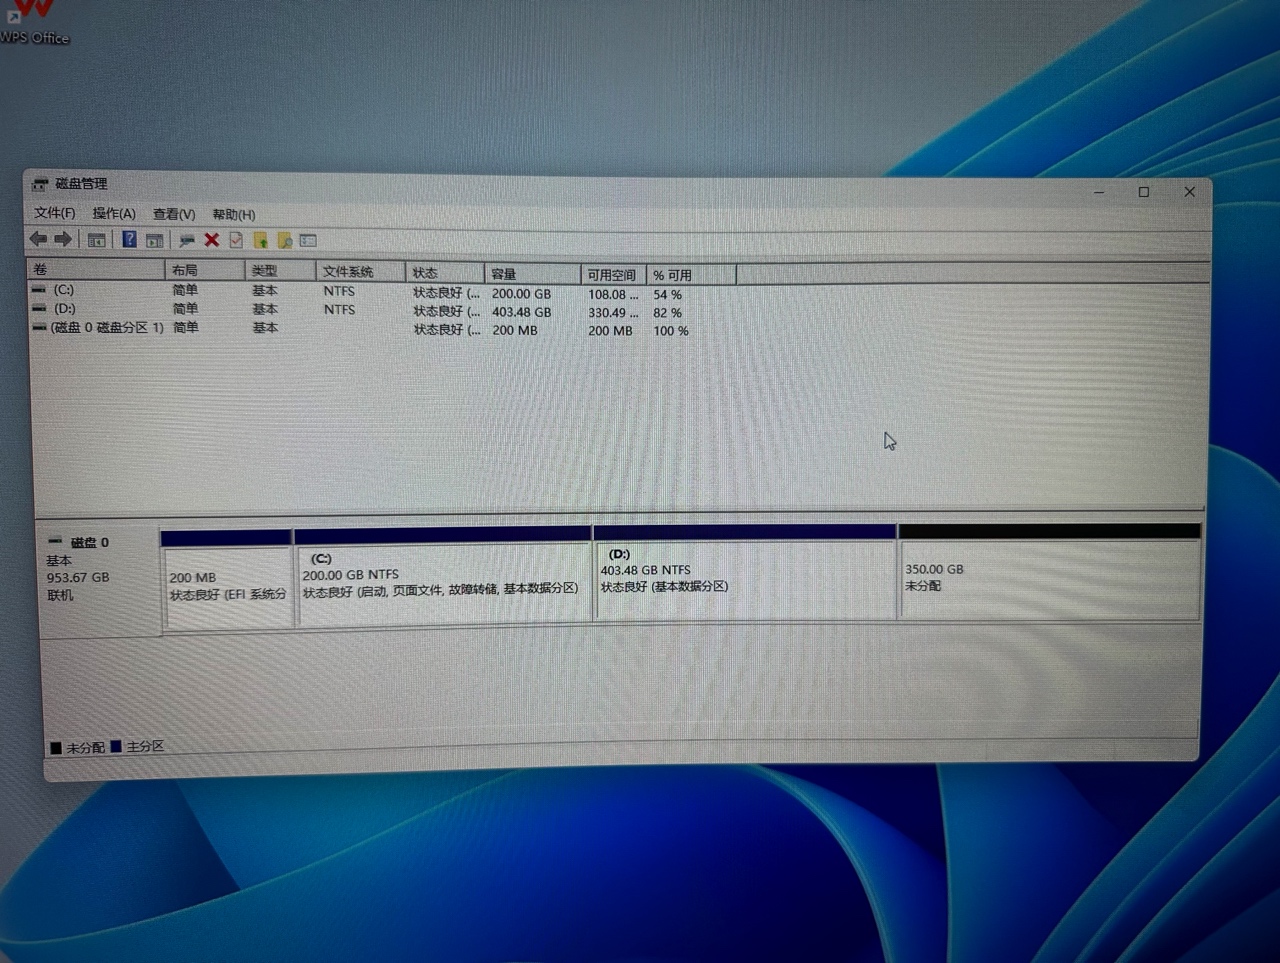 WPS Office
磁盘管理
文件(F) 操作(A) 查看(V) 帮助(H)
卷 布局 类型 文件系统 状态 容量 可用空间 % 可用
(C:) 简单 基本 NTFS 状态良好 (... 200.00 GB 108.08 ... 54 %
(D:) 简单 基本 NTFS 状态良好 (... 403.48 GB 330.49 ... 82 %
(磁盘 0 磁盘分区 1) 简单 基本 状态良好 (... 200 MB 200 MB 100 %
磁盘 0
基本
953.67 GB
联机
200 MB
状态良好 (EFI 系统分
(C:)
200.00 GB NTFS
状态良好 (启动, 页面文件, 故障转储, 基本数据分区)
(D:)
403.48 GB NTFS
状态良好 (基本数据分区)
350.00 GB
未分配
未分配 主分区